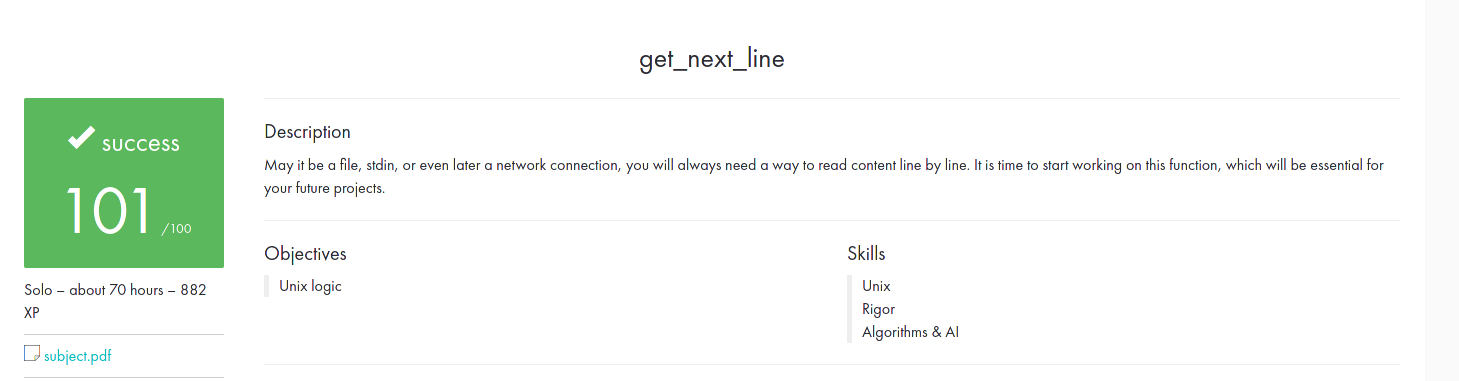 get_next_line
success
101 /100
Solo – about 70 hours – 882
XP
subject.pdf
Description
May it be a file, stdin, or even later a network connection, you will always need a way to read content line by line. It is time to start working on this function, which will be essential for
your future projects.
Objectives
Unix logic
Skills
Unix
Rigor
Algorithms & AI